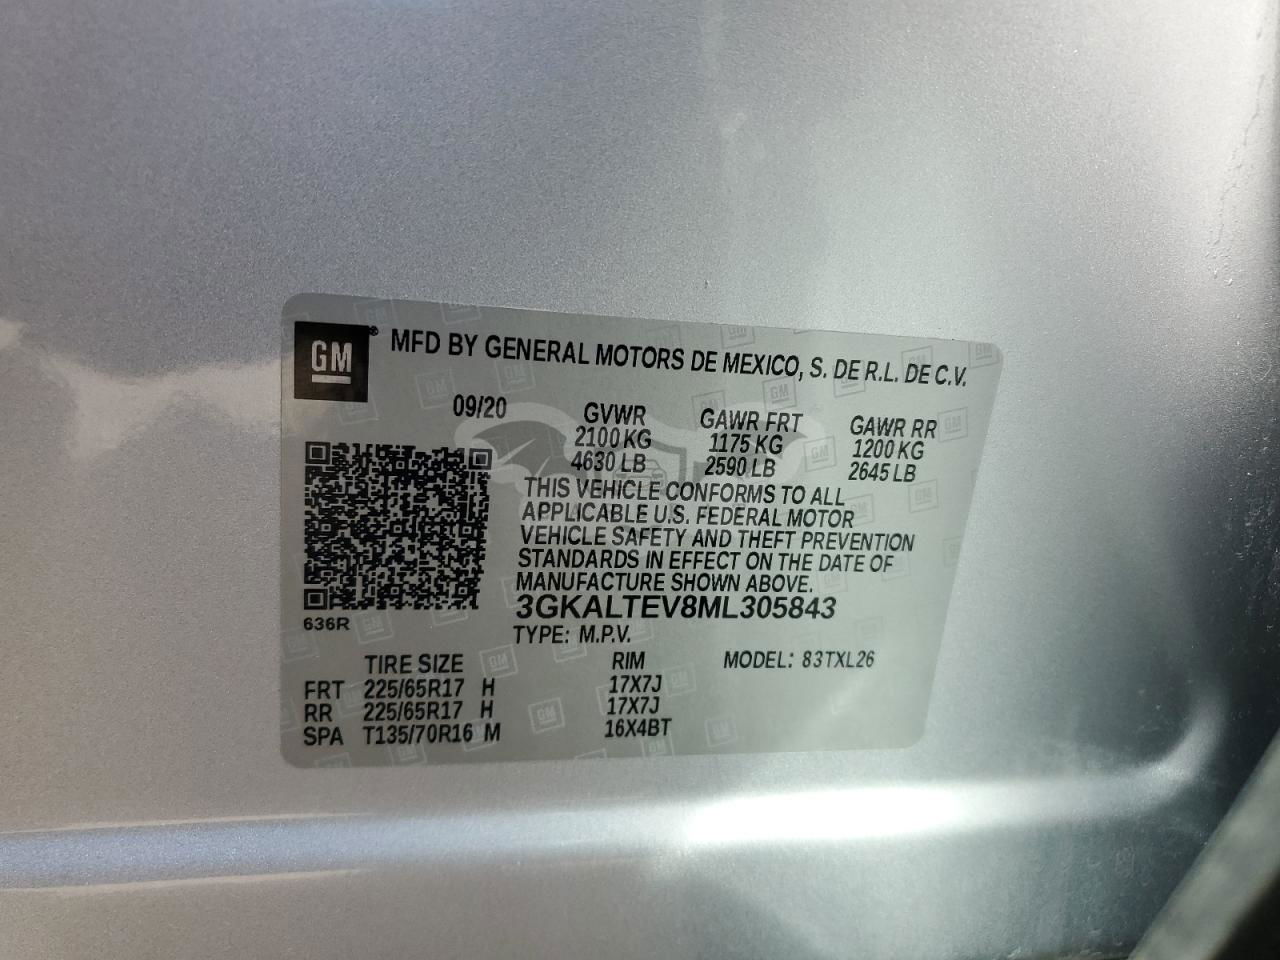 GM® MFD BY GENERAL MOTORS DE MEXICO, S. DE R.L. DE C.V.
09/20 GVWR GAWR FRT GAWR RR
2100 KG 1175 KG 1200 KG
4630 LB 2590 LB 2645 LB
THIS VEHICLE CONFORMS TO ALL
APPLICABLE U.S. FEDERAL MOTOR
VEHICLE SAFETY AND THEFT PREVENTION
STANDARDS IN EFFECT ON THE DATE OF
MANUFACTURE SHOWN ABOVE.
3GKALTEV8ML305843
636R
TYPE: M.P.V.
TIRE SIZE RIM MODEL: 83TXL26
FRT 225/65R17 H 17X7J
RR 225/65R17 H 17X7J
SPA T135/70R16 M 16X4BT